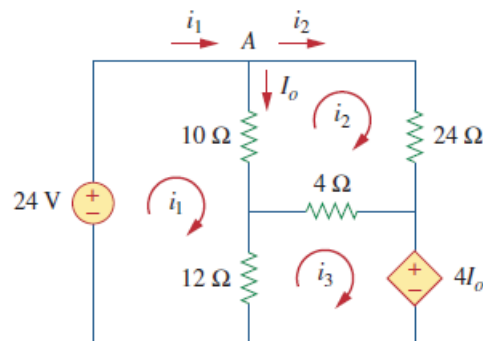 i₁ A i₂
Iₒ
10 Ω i₂ 24 Ω
4 Ω
24 V + − i₁
12 Ω i₃ + − 4Iₒ